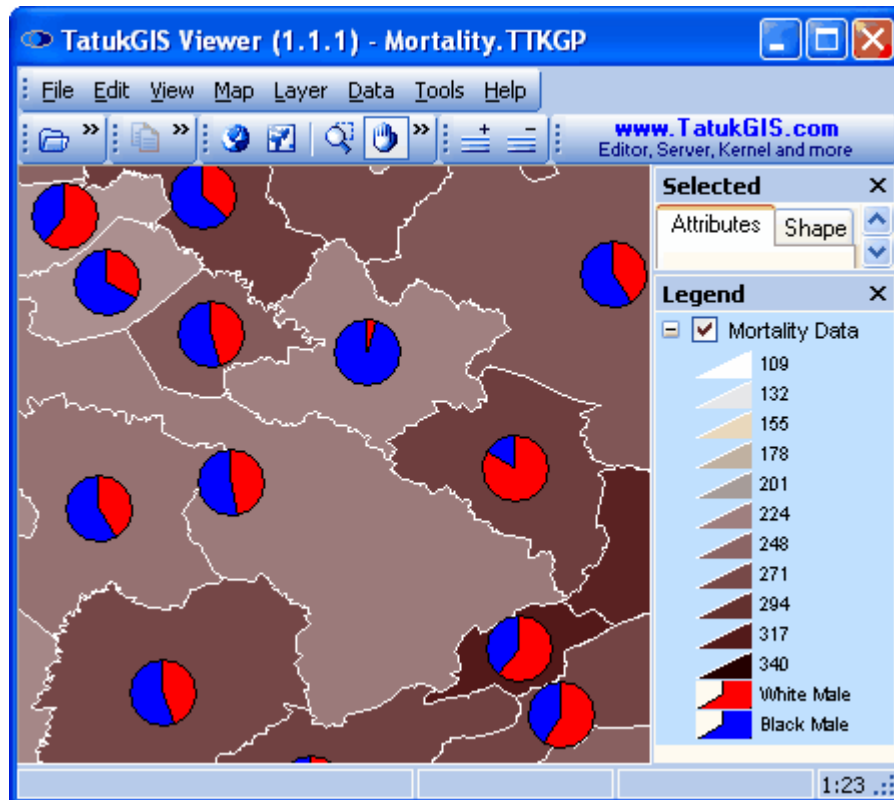 TatukGIS Viewer (1.1.1) - Mortality.TTKGP
File Edit View Map Layer Data Tools Help
www.TatukGIS.com
Editor, Server, Kernel and more
Selected
Attributes Shape
Legend
Mortality Data
109
132
155
178
201
224
248
271
294
317
340
White Male
Black Male
1:23